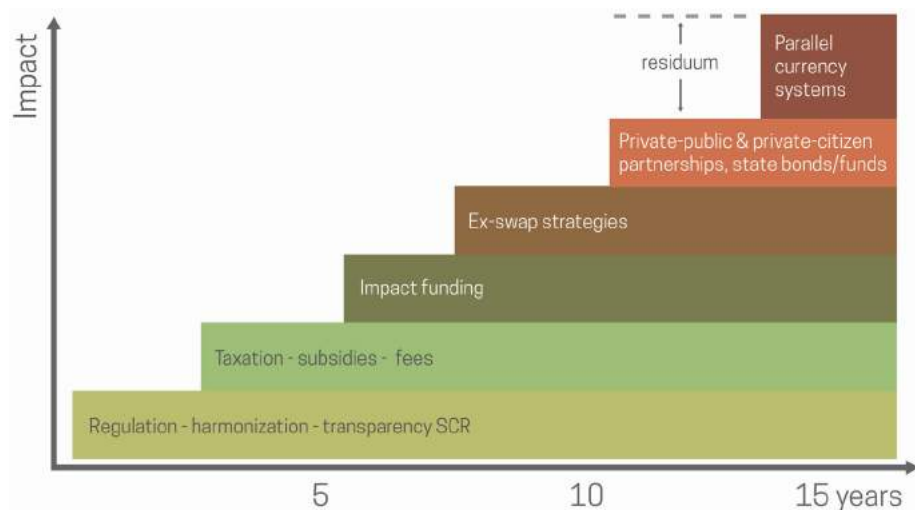 Impact
residuum
Parallel
currency
systems
Private-public & private-citizen
partnerships, state bonds/funds
Ex-swap strategies
Impact funding
Taxation - subsidies - fees
Regulation - harmonization - transparency SCR
5
10
15 years